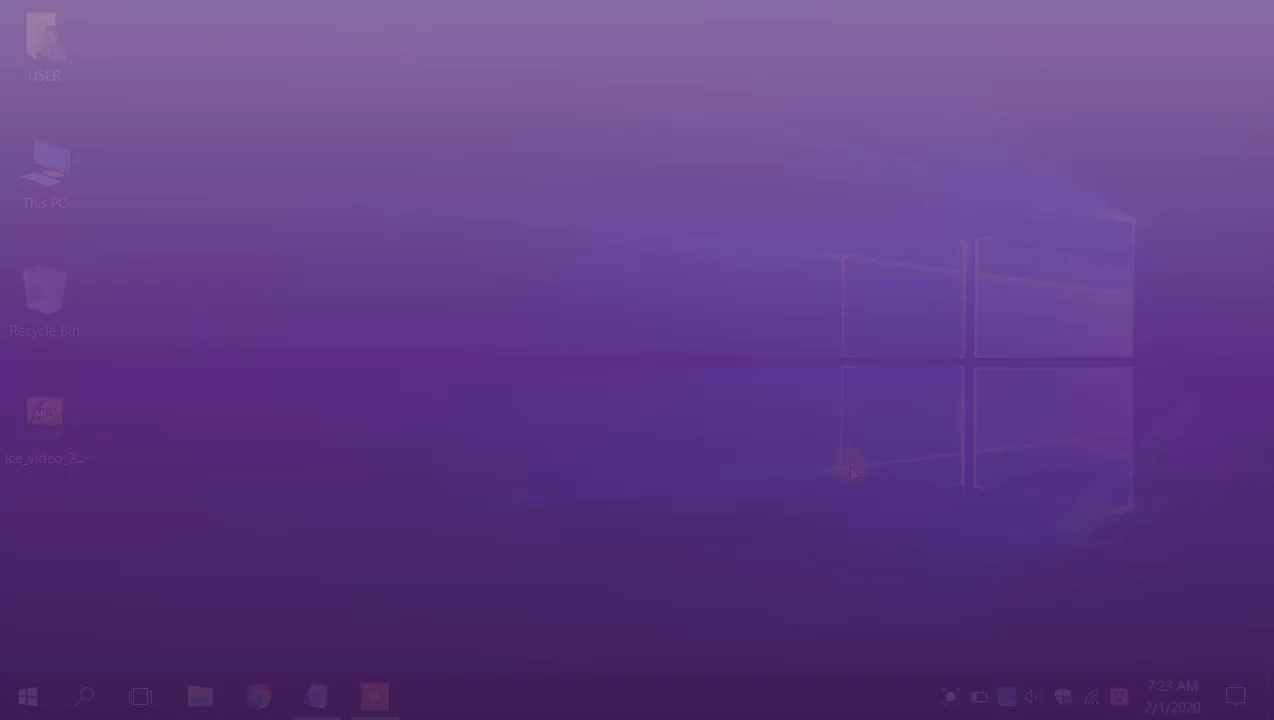 USER
This PC
Recycle Bin
ice_video_2...
7:23 AM
2/1/2020